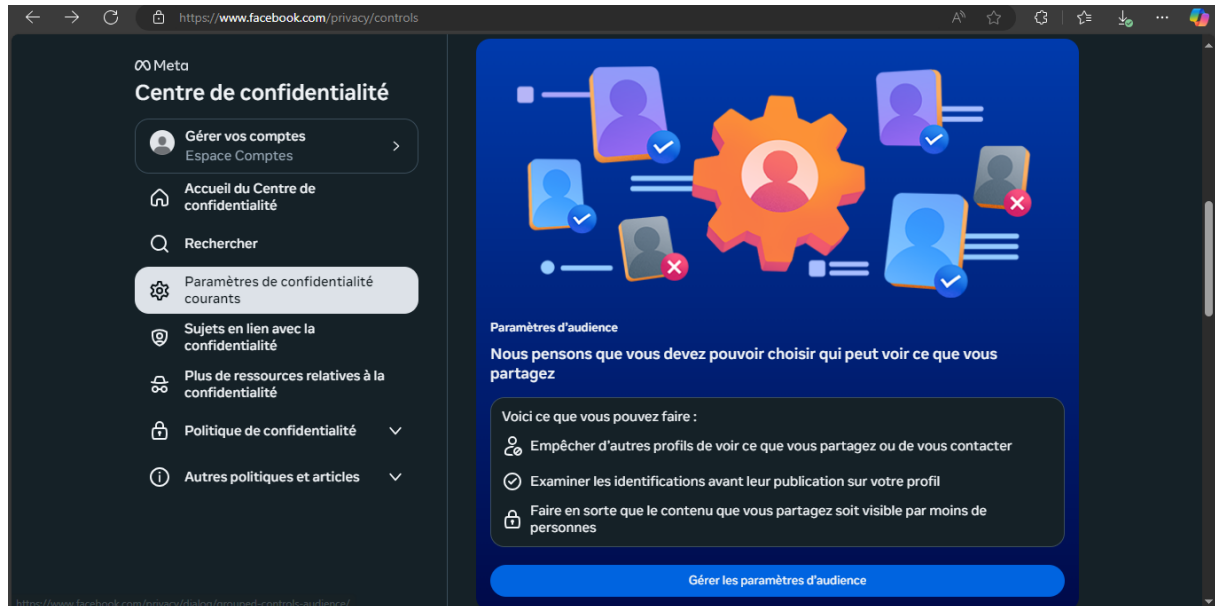 https://www.facebook.com/privacy/controls
Meta
Centre de confidentialité
Gérer vos comptes
Espace Comptes
Accueil du Centre de
confidentialité
Rechercher
Paramètres de confidentialité
courants
Sujets en lien avec la
confidentialité
Plus de ressources relatives à la
confidentialité
Politique de confidentialité
Autres politiques et articles
Paramètres d'audience
Nous pensons que vous devez pouvoir choisir qui peut voir ce que vous
partagez
Voici ce que vous pouvez faire :
Empêcher d'autres profils de voir ce que vous partagez ou de vous contacter
Examiner les identifications avant leur publication sur votre profil
Faire en sorte que le contenu que vous partagez soit visible par moins de
personnes
Gérer les paramètres d'audience
https://www.facebook.com/privacy/dialog/grouped-controls-audience/